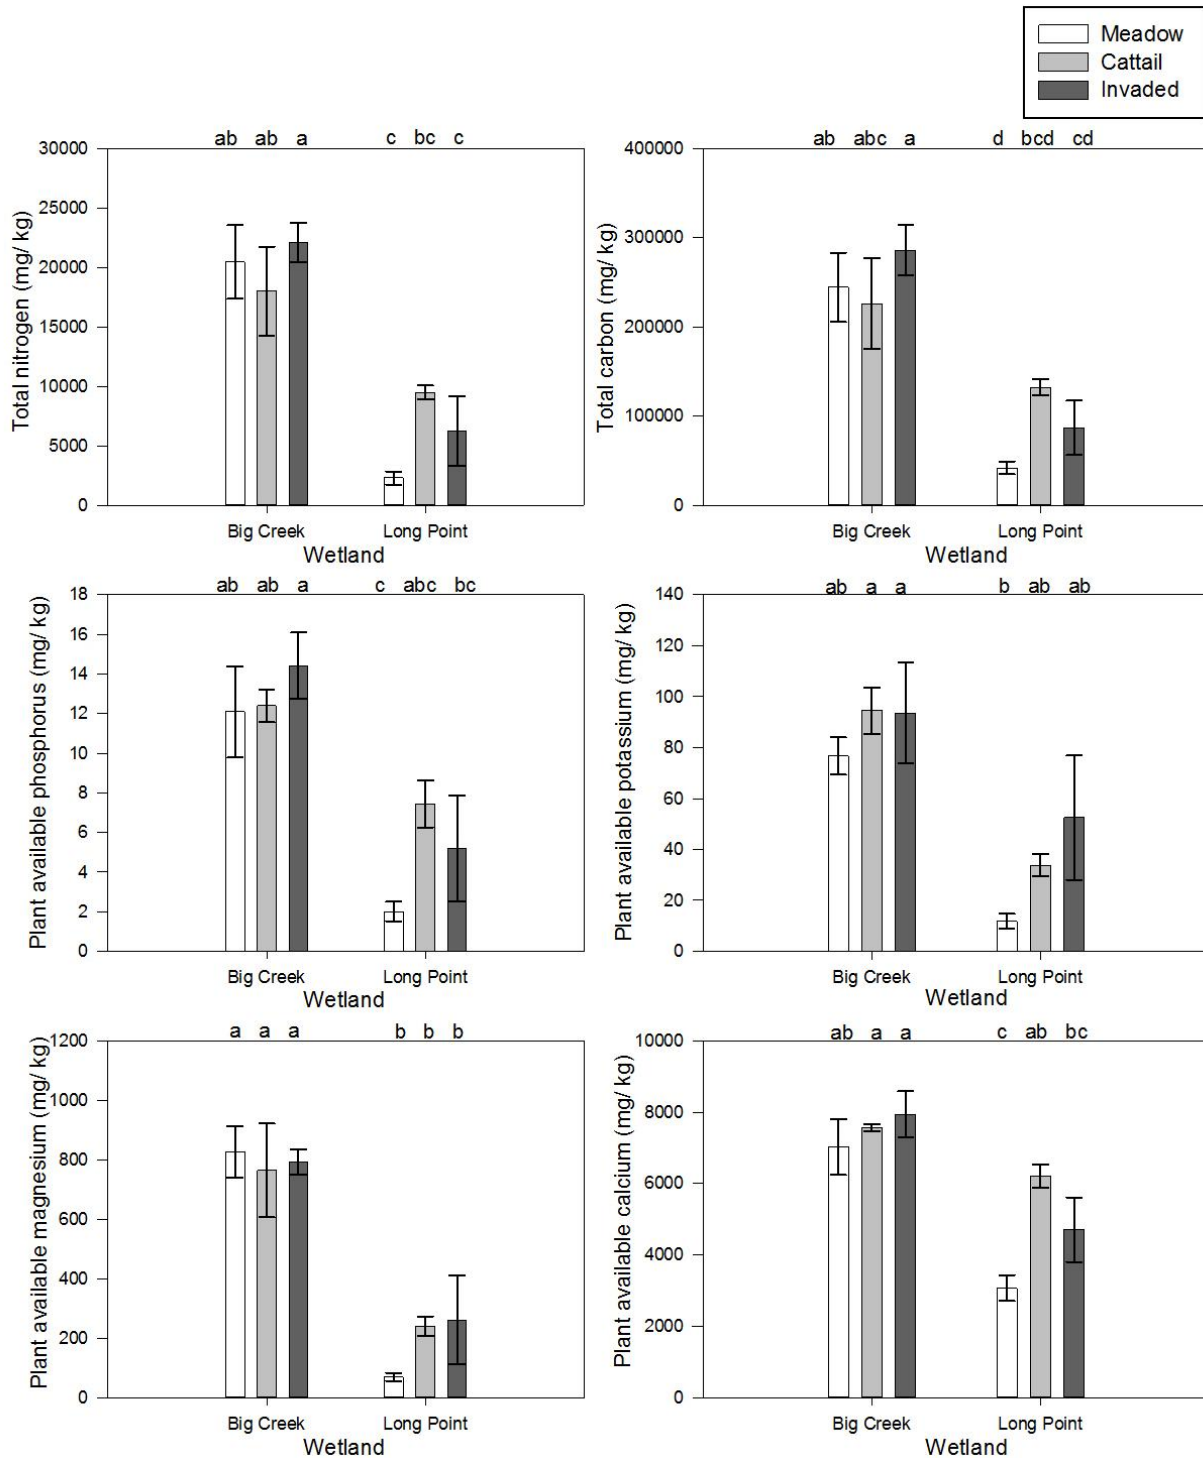 Meadow
Cattail
Invaded
ab ab a c bc c
30000
25000
20000
15000
10000
5000
0
Total nitrogen (mg/ kg)
Big Creek Long Point
Wetland
ab abc a d bcd cd
400000
300000
200000
100000
0
Total carbon (mg/ kg)
Big Creek Long Point
Wetland
ab ab a c abc bc
18
16
14
12
10
8
6
4
2
0
Plant available phosphorus (mg/ kg)
Big Creek Long Point
Wetland
ab a a b ab ab
140
120
100
80
60
40
20
0
Plant available potassium (mg/ kg)
Big Creek Long Point
Wetland
a a a b b b
1200
1000
800
600
400
200
0
Plant available magnesium (mg/ kg)
Big Creek Long Point
Wetland
ab a a c ab bc
10000
8000
6000
4000
2000
0
Plant available calcium (mg/ kg)
Big Creek Long Point
Wetland